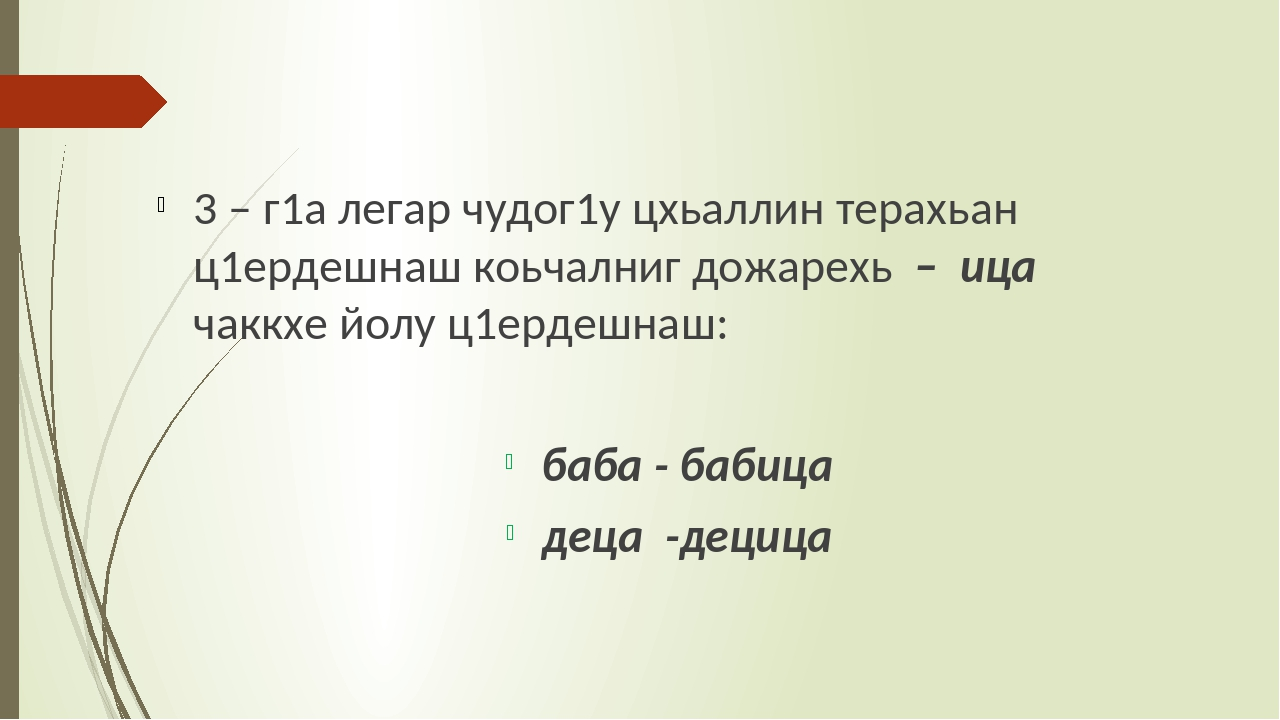 3 – г1а легар чудог1у цхьаллин терахьан
ц1ердешнаш коьчалниг дожарехь – ица
чаккхе йолу ц1ердешнаш:
баба - бабица
деца -децица